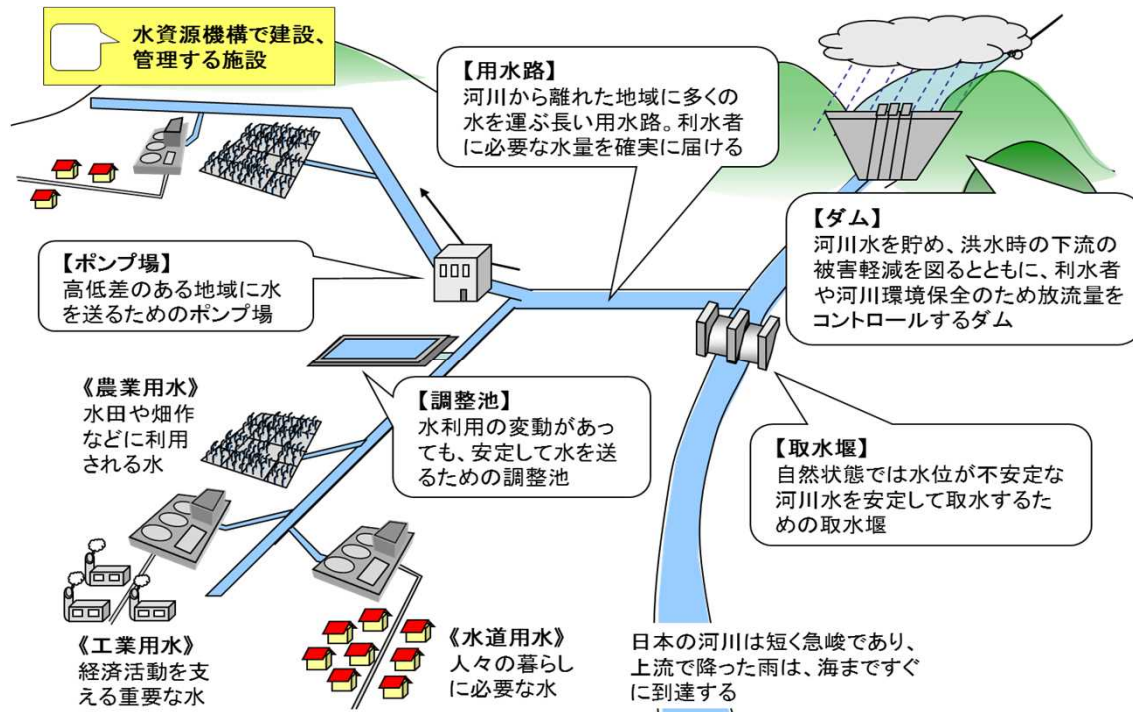 水資源機構で建設、
管理する施設
【用水路】
河川から離れた地域に多くの
水を運ぶ長い用水路。利水者
に必要な水量を確実に届ける
【ダム】
河川水を貯め、洪水時の下流の
被害軽減を図るとともに、利水者
や河川環境保全のため放流量を
コントロールするダム
【ポンプ場】
高低差のある地域に水
を送るためのポンプ場
【調整池】
水利用の変動があっ
ても、安定して水を送
るための調整池
【取水堰】
自然状態では水位が不安定な
河川水を安定して取水するた
めの取水堰
《農業用水》
水田や畑作
などに利用
される水
《工業用水》
経済活動を支
える重要な水
《水道用水》
人々の暮らし
に必要な水
日本の河川は短く急峻であり、
上流で降った雨は、海まですぐ
に到達する